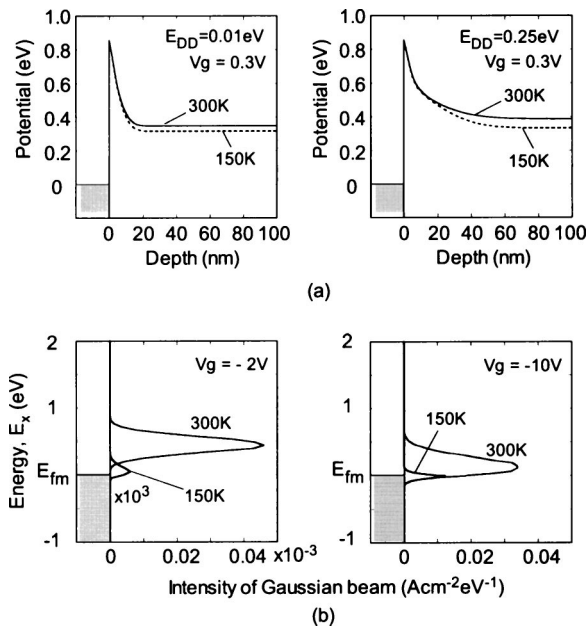 (a)
1.0
0.8
0.6
0.4
0.2
0
Potential (eV)
E_DD=0.01eV
Vg = 0.3V
300K
150K
0 20 40 60 80 100
Depth (nm)
1.0
0.8
0.6
0.4
0.2
0
Potential (eV)
E_DD=0.25eV
Vg = 0.3V
300K
150K
0 20 40 60 80 100
Depth (nm)
(a)
2
1
E_fm
-1
Energy, E_x (eV)
Vg = - 2V
300K
150K
x10^3
0 0.02 0.04 x10^-3
2
1
E_fm
-1
Vg = -10V
150K
300K
0 0.02 0.04
Intensity of Gaussian beam (Acm^-2eV^-1)
(b)